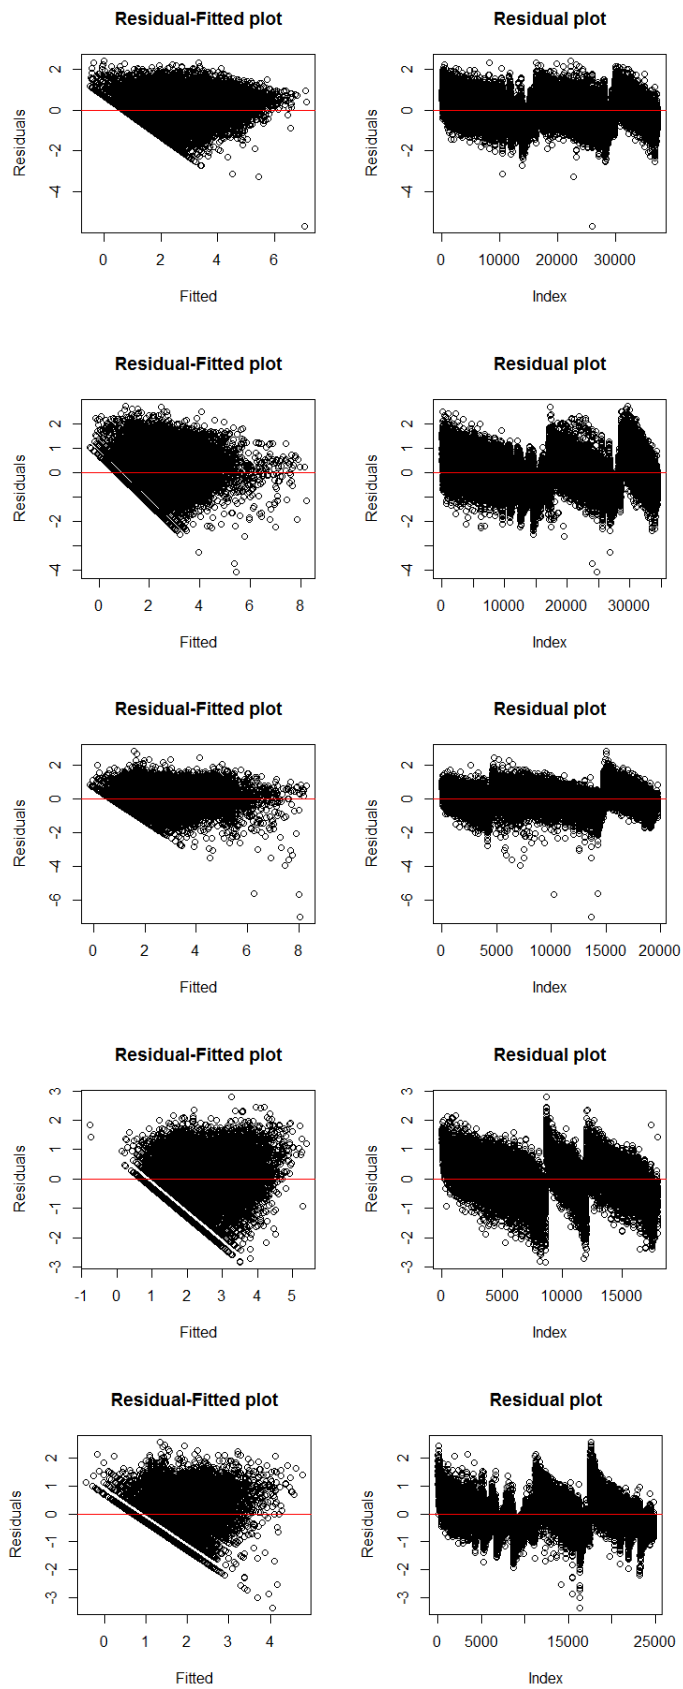 Residual-Fitted plot
Residual plot
Residuals
2
0
-2
-4
0 2 4 6
Fitted
Residuals
2
0
-2
-4
0 10000 20000 30000
Index
Residual-Fitted plot
Residual plot
Residuals
2
1
0
-2
-4
0 2 4 6 8
Fitted
Residuals
2
1
0
-2
-4
0 10000 20000 30000
Index
Residual-Fitted plot
Residual plot
Residuals
2
0
-2
-4
-6
0 2 4 6 8
Fitted
Residuals
2
0
-2
-4
-6
0 5000 10000 15000 20000
Index
Residual-Fitted plot
Residual plot
Residuals
3
2
1
0
-1
-2
-3
-1 0 1 2 3 4 5
Fitted
Residuals
3
2
1
0
-1
-2
-3
0 5000 10000 15000
Index
Residual-Fitted plot
Residual plot
Residuals
2
1
0
-1
-2
-3
0 1 2 3 4
Fitted
Residuals
2
1
0
-1
-2
-3
0 5000 15000 25000
Index